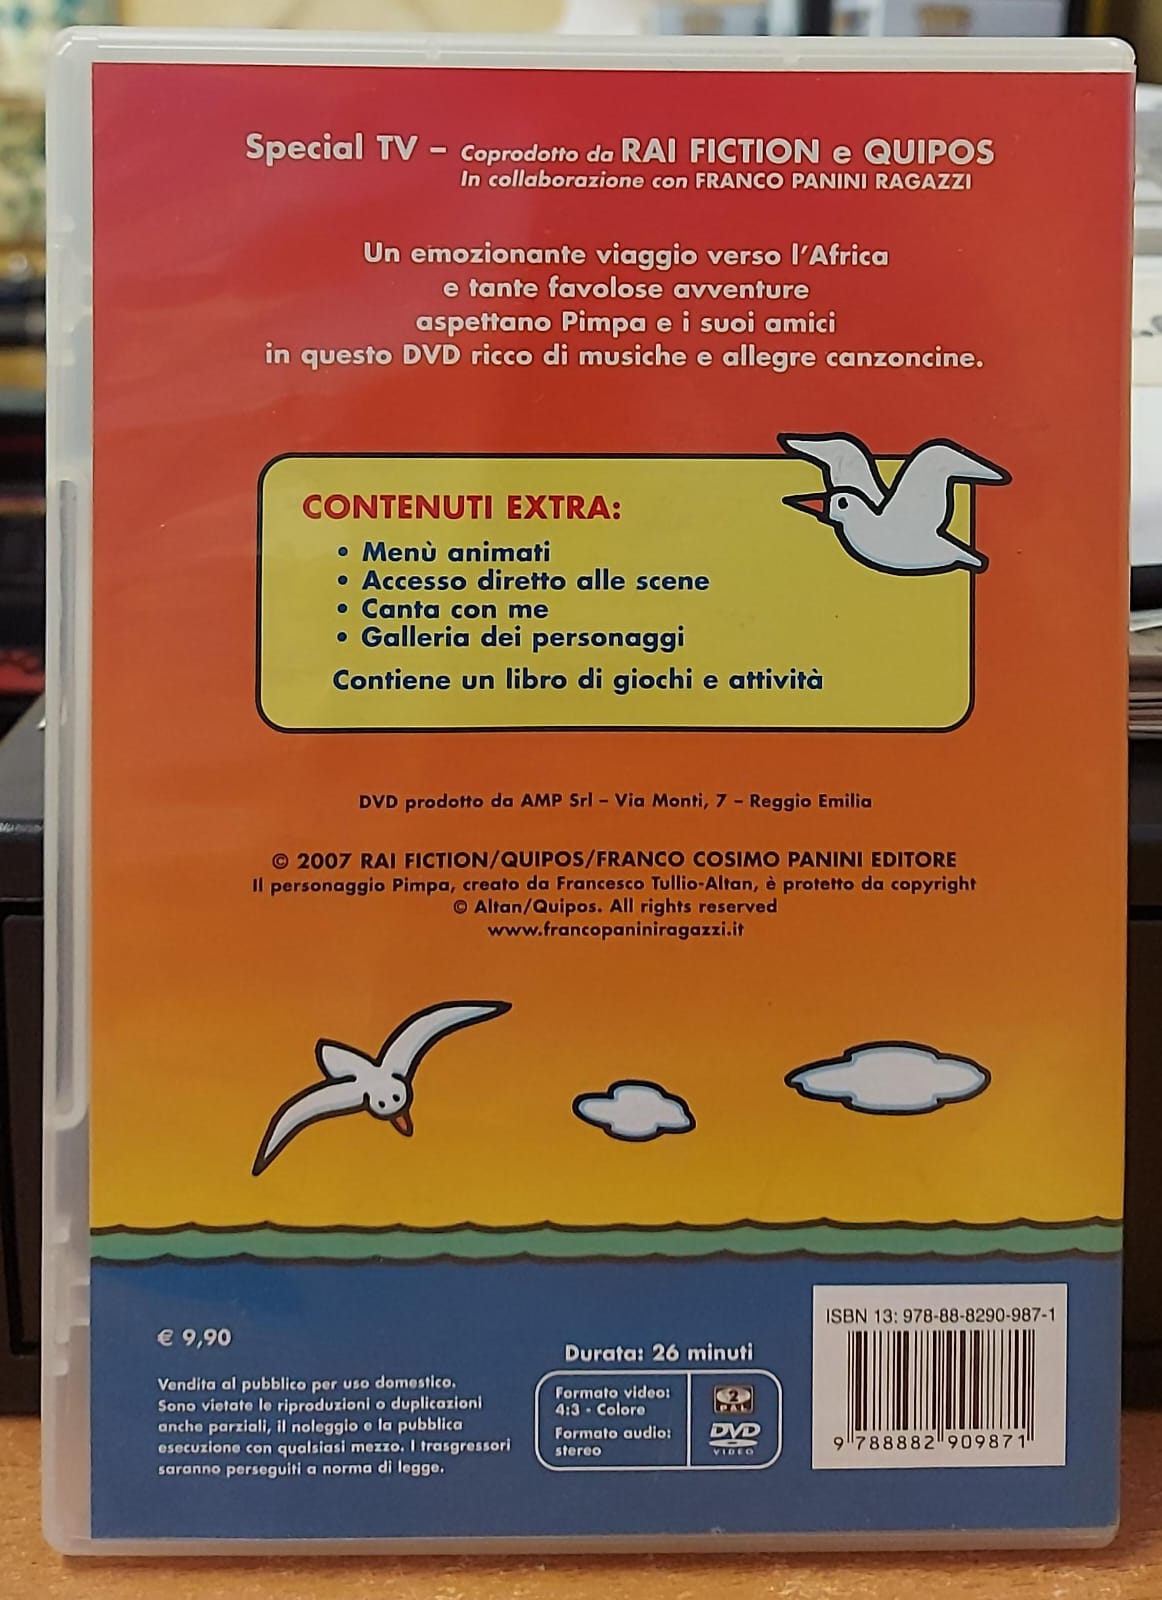 Special TV – Coprodotto da RAI FICTION e QUIPOS
In collaborazione con FRANCO PANINI RAGAZZI
Un emozionante viaggio verso l'Africa
e tante favolose avventure
aspettano Pimpa e i suoi amici
in questo DVD ricco di musiche e allegre canzoncine.
CONTENUTI EXTRA:
• Menù animati
• Accesso diretto alle scene
• Canta con me
• Galleria dei personaggi
Contiene un libro di giochi e attività
DVD prodotto da AMP Srl – Via Monti, 7 – Reggio Emilia
© 2007 RAI FICTION/QUIPOS/FRANCO COSIMO PANINI EDITORE
Il personaggio Pimpa, creato da Francesco Tullio-Altan, è protetto da copyright
© Altan/Quipos. All rights reserved
www.francopaniniragazzi.it
€ 9,90
Vendita al pubblico per uso domestico.
Sono vietate le riproduzioni o duplicazioni
anche parziali, il noleggio e la pubblica
esecuzione con qualsiasi mezzo. I trasgressori
saranno perseguiti a norma di legge.
Durata: 26 minuti
Formato video:
4:3 - Colore
Formato audio:
stereo
2
PAL
DVD
VIDEO
ISBN 13: 978-88-8290-987-1
9 788882 909871